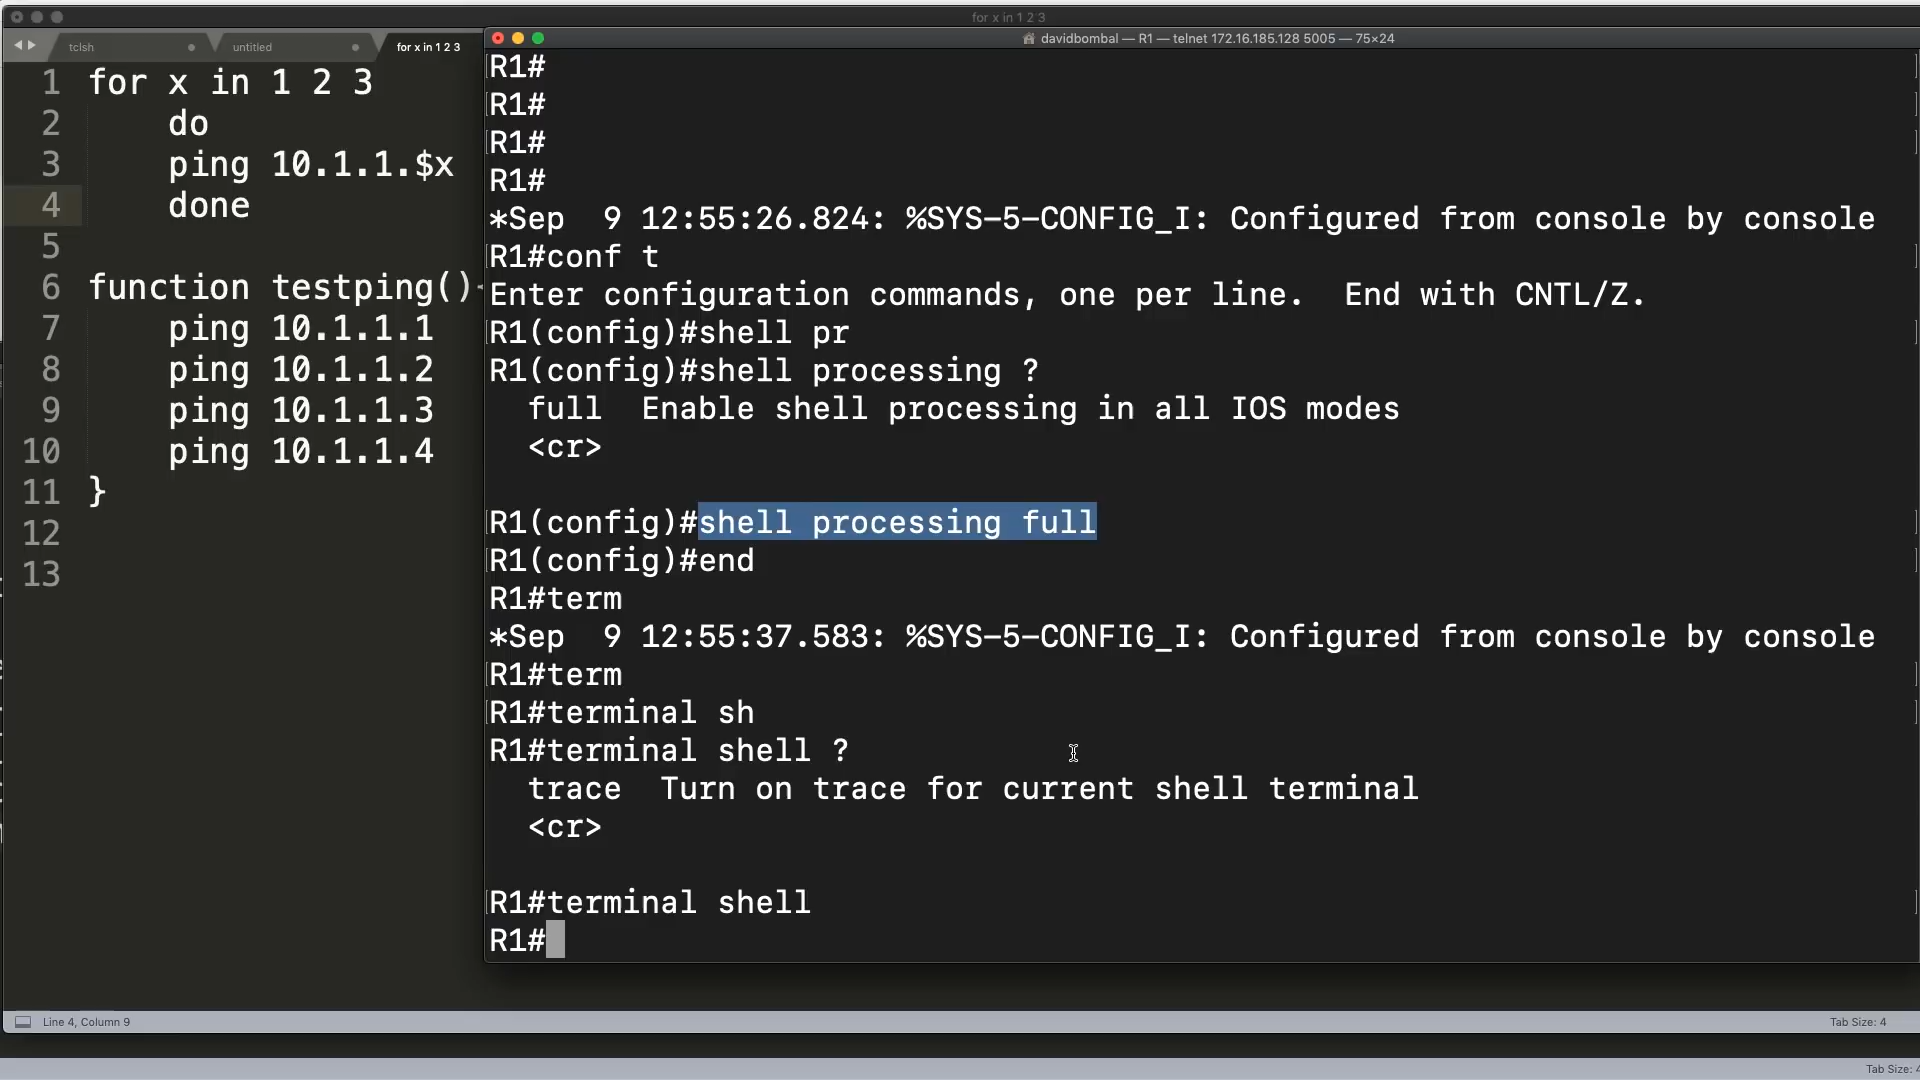 for x in 1 2 3
tclsh
untitled
for x in 1 2 3
1 for x in 1 2 3
2 do
3 ping 10.1.1.$x
4 done
5
6 function testping()
7 ping 10.1.1.1
8 ping 10.1.1.2
9 ping 10.1.1.3
10 ping 10.1.1.4
11 }
12
13
davidbombal — R1 — telnet 172.16.185.128 5005 — 75×24
R1#
R1#
R1#
R1#
*Sep  9 12:55:26.824: %SYS-5-CONFIG_I: Configured from console by console
R1#conf t
Enter configuration commands, one per line.  End with CNTL/Z.
R1(config)#shell pr
R1(config)#shell processing ?
full  Enable shell processing in all IOS modes
<cr>
R1(config)#shell processing full
R1(config)#end
R1#term
*Sep  9 12:55:37.583: %SYS-5-CONFIG_I: Configured from console by console
R1#term
R1#terminal sh
R1#terminal shell ?
trace  Turn on trace for current shell terminal
<cr>
R1#terminal shell
R1#
Line 4, Column 9
Tab Size: 4
Tab Size: 4